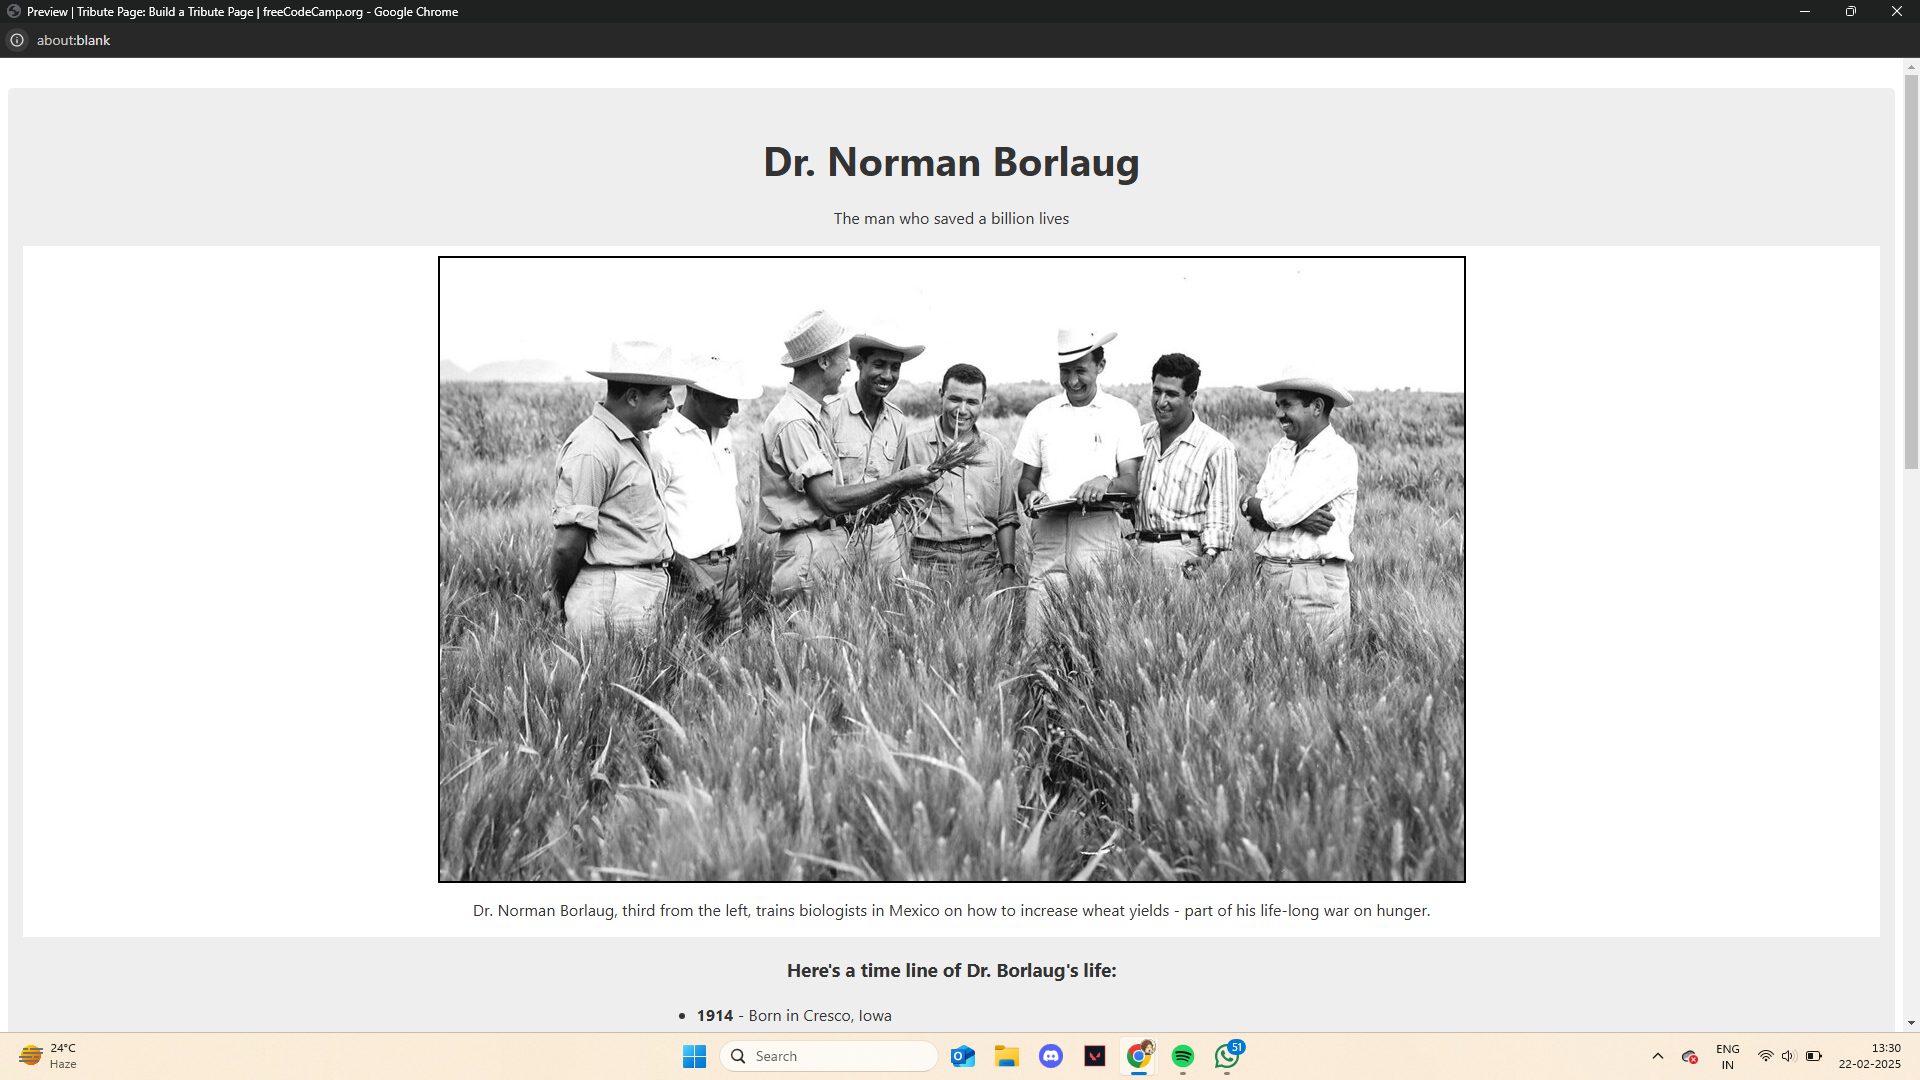 Preview | Tribute Page: Build a Tribute Page | freeCodeCamp.org - Google Chrome
about:blank
Dr. Norman Borlaug
The man who saved a billion lives
Dr. Norman Borlaug, third from the left, trains biologists in Mexico on how to increase wheat yields - part of his life-long war on hunger.
Here's a time line of Dr. Borlaug's life:
• 1914 - Born in Cresco, Iowa
24°C
Haze
Search
51
ENG
IN
13:30
22-02-2025